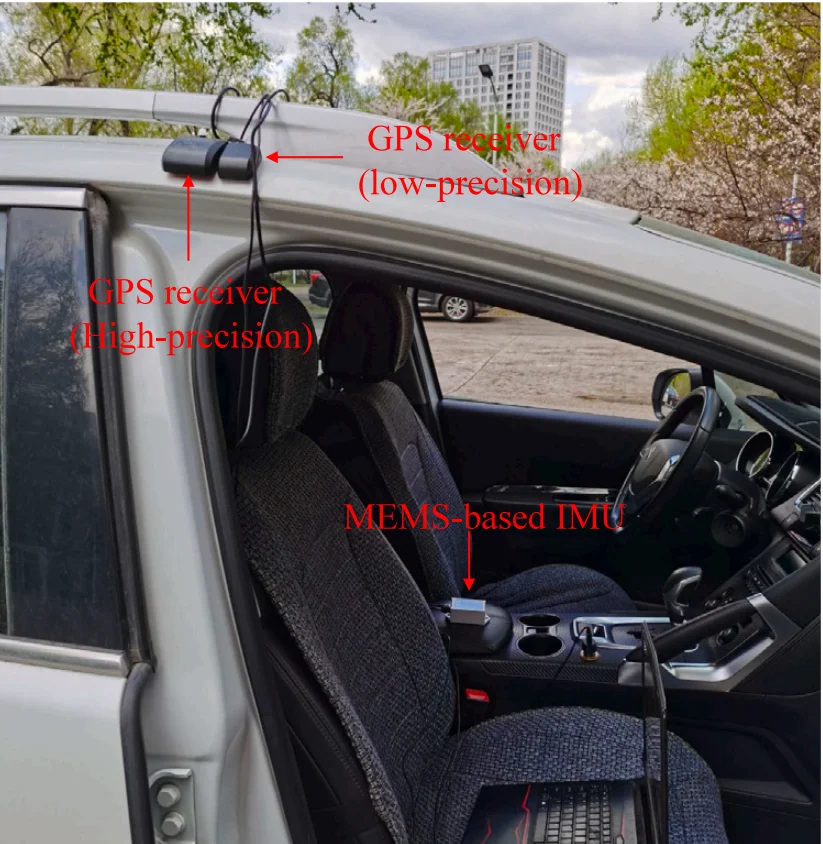 GPS receiver
(low-precision)
GPS receiver
(High-precision)
MEMS-based IMU